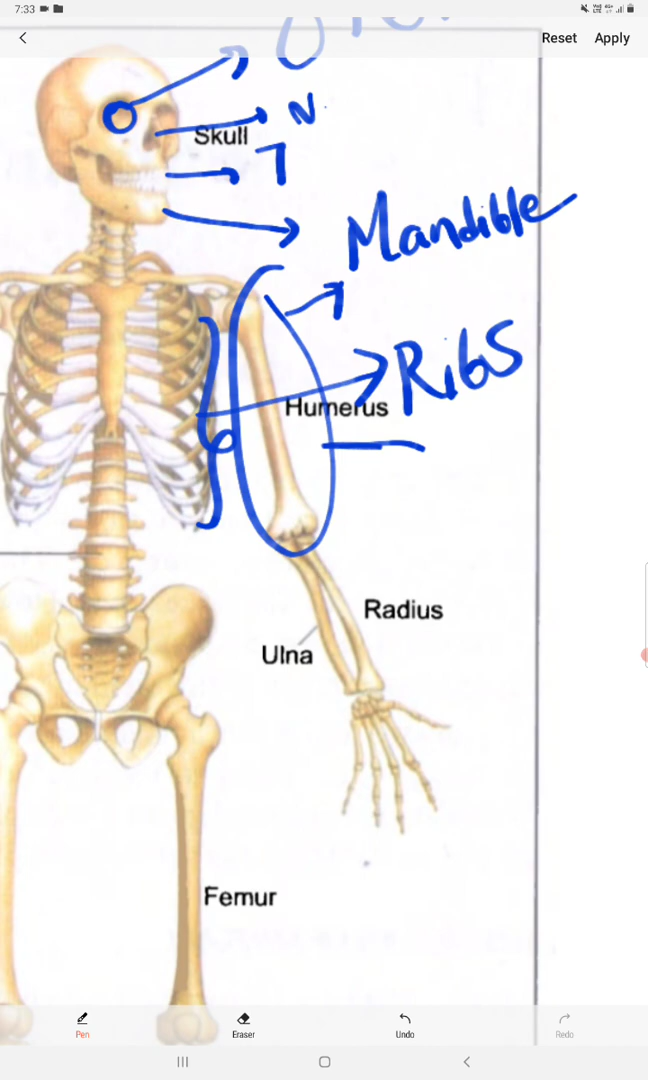 7:33
Reset Apply
N
Skull
T
Mandible
Ribs
Humerus
Radius
Ulna
Femur
Pen Eraser Undo Redo